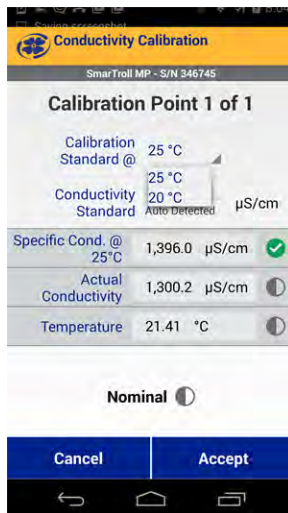 Saving screenshot
Conductivity Calibration
SmarTroll MP - S/N 346745
Calibration Point 1 of 1
Calibration
Standard @
25 °C
25 °C
20 °C
Conductivity
Standard
Auto Detected
µS/cm
Specific Cond. @
25°C
1,396.0 µS/cm
Actual
Conductivity
1,300.2 µS/cm
Temperature
21.41 °C
Nominal
Cancel
Accept